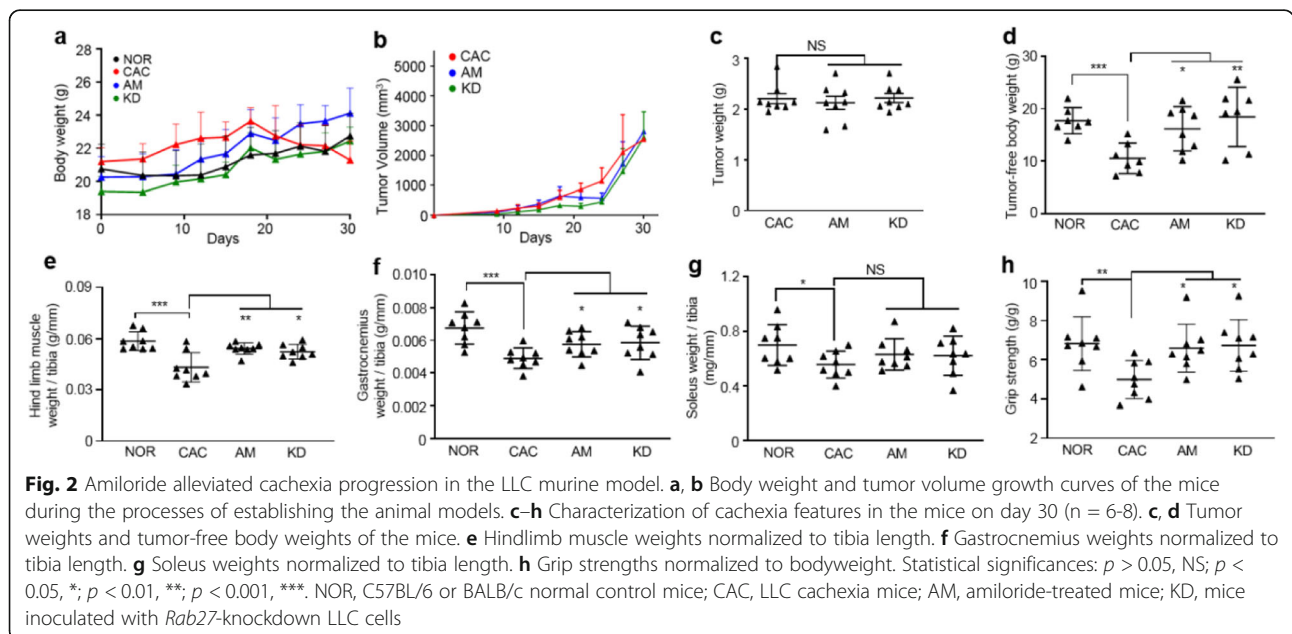 a
b
c
d
NOR
CAC
AM
KD
28
26
24
22
20
18
Body weight (g)
0
10
20
30
Days
CAC
AM
KD
5000
4000
3000
2000
1000
0
Tumor Volume (mm³)
10
20
30
Days
NS
3
2
1
0
Tumor weight (g)
CAC AM KD
***
*
**
30
20
10
0
Tumor-free body weight (g)
NOR CAC AM KD
e
f
g
h
***
**
*
0.09
0.06
0.03
0
Hind limb muscle
weight / tibia (g/mm)
NOR CAC AM KD
***
*
*
0.010
0.008
0.006
0.004
0.002
0
Gastrocnemius
weight / tibia (g/mm)
NOR CAC AM KD
*
NS
1.2
0.8
0.4
0
Soleus weight / tibia
(mg/mm)
NOR CAC AM KD
**
*
*
10
8
6
4
2
Grip strength (g/g)
NOR CAC AM KD
Fig. 2 Amiloride alleviated cachexia progression in the LLC murine model. a, b Body weight and tumor volume growth curves of the mice
during the processes of establishing the animal models. c–h Characterization of cachexia features in the mice on day 30 (n = 6-8). c, d Tumor
weights and tumor-free body weights of the mice. e Hindlimb muscle weights normalized to tibia length. f Gastrocnemius weights normalized to
tibia length. g Soleus weights normalized to tibia length. h Grip strengths normalized to bodyweight. Statistical significances: p > 0.05, NS; p <
0.05, *; p < 0.01, **; p < 0.001, ***. NOR, C57BL/6 or BALB/c normal control mice; CAC, LLC cachexia mice; AM, amiloride-treated mice; KD, mice
inoculated with Rab27-knockdown LLC cells